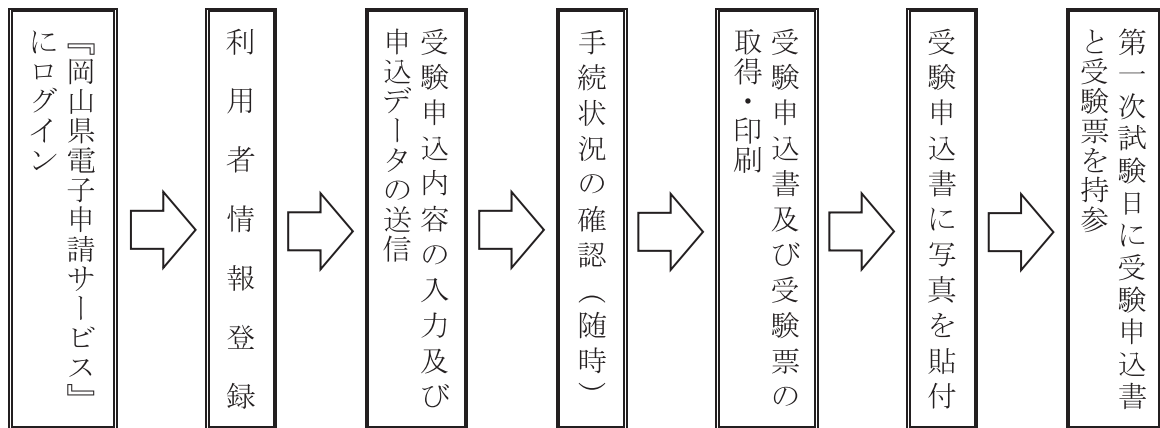 『岡山県電子申請サービス』
にログイン
利用者情報登録
受験申込内容の入力及び
申込データの送信
手続状況の確認（随時）
受験申込書及び受験票の
取得・印刷
受験申込書に写真を貼付
第一次試験日に受験申込書
と受験票を持参